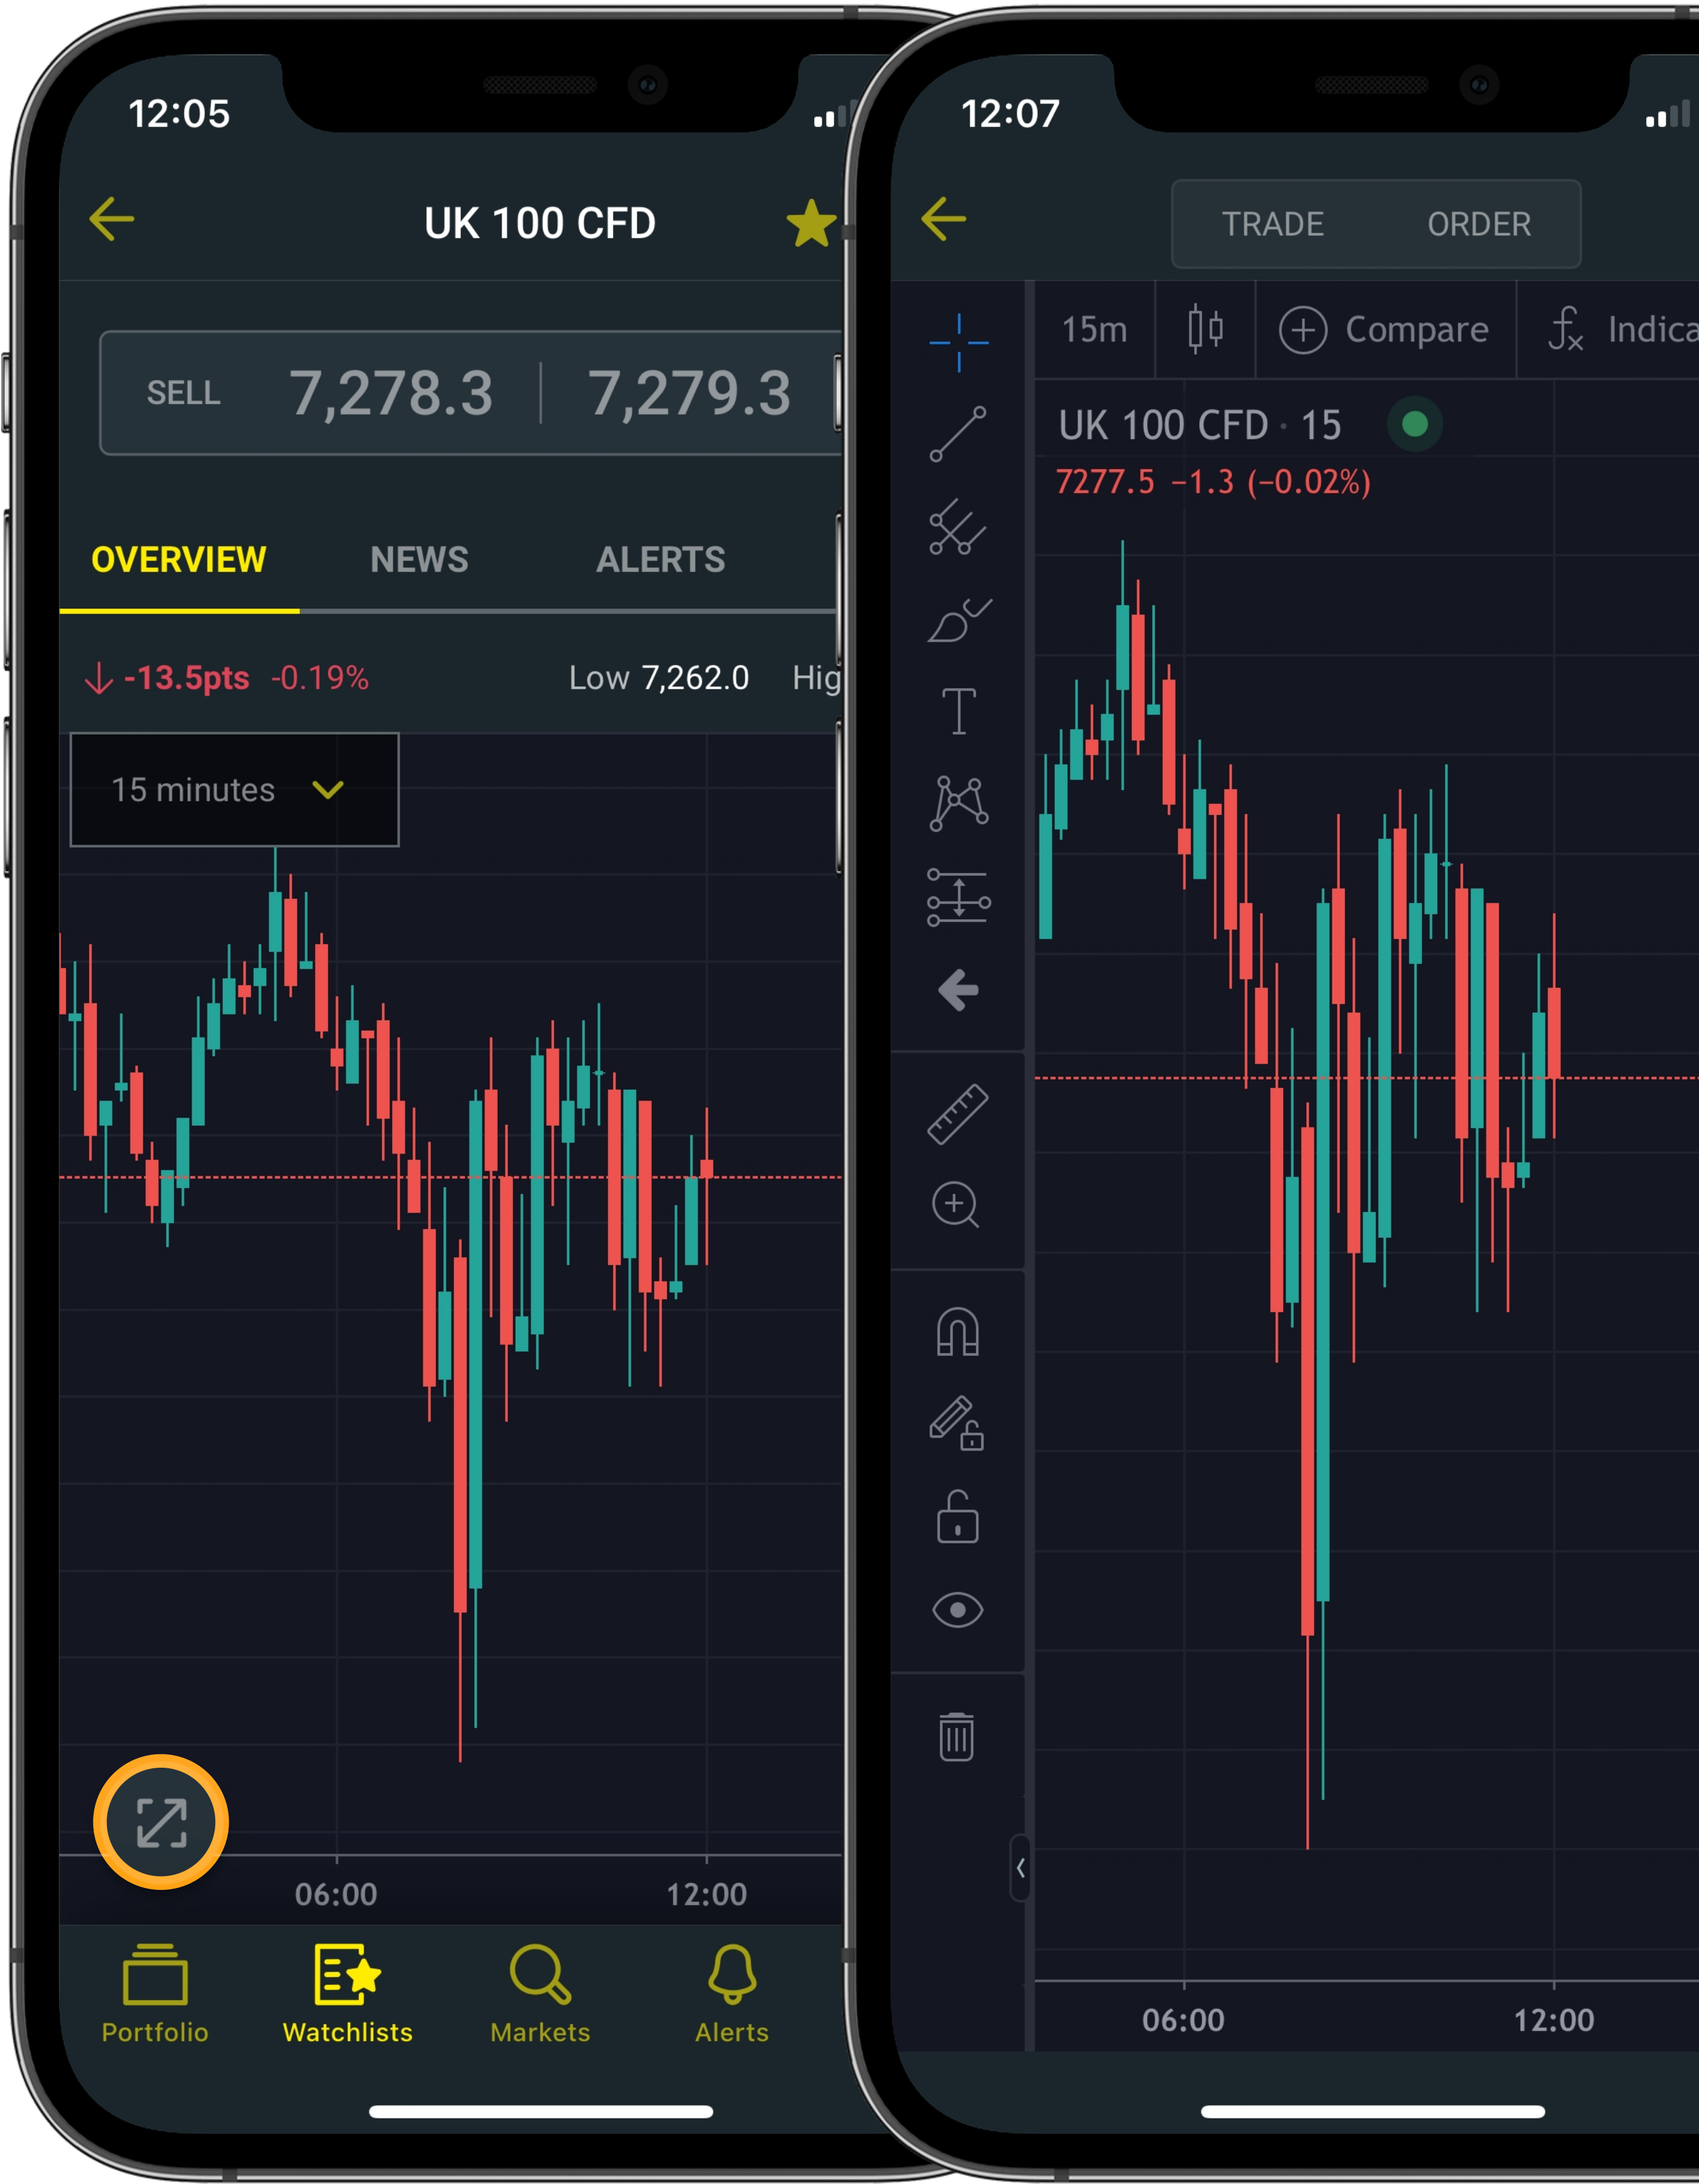 12:05
UK 100 CFD
SELL 7,278.3 7,279.3
OVERVIEW NEWS ALERTS
-13.5pts -0.19% Low 7,262.0 Hig
15 minutes
06:00 12:00
Portfolio Watchlists Markets Alerts
12:07
TRADE ORDER
15m Compare fx Indica
UK 100 CFD · 15
7277.5 −1.3 (−0.02%)
06:00 12:00